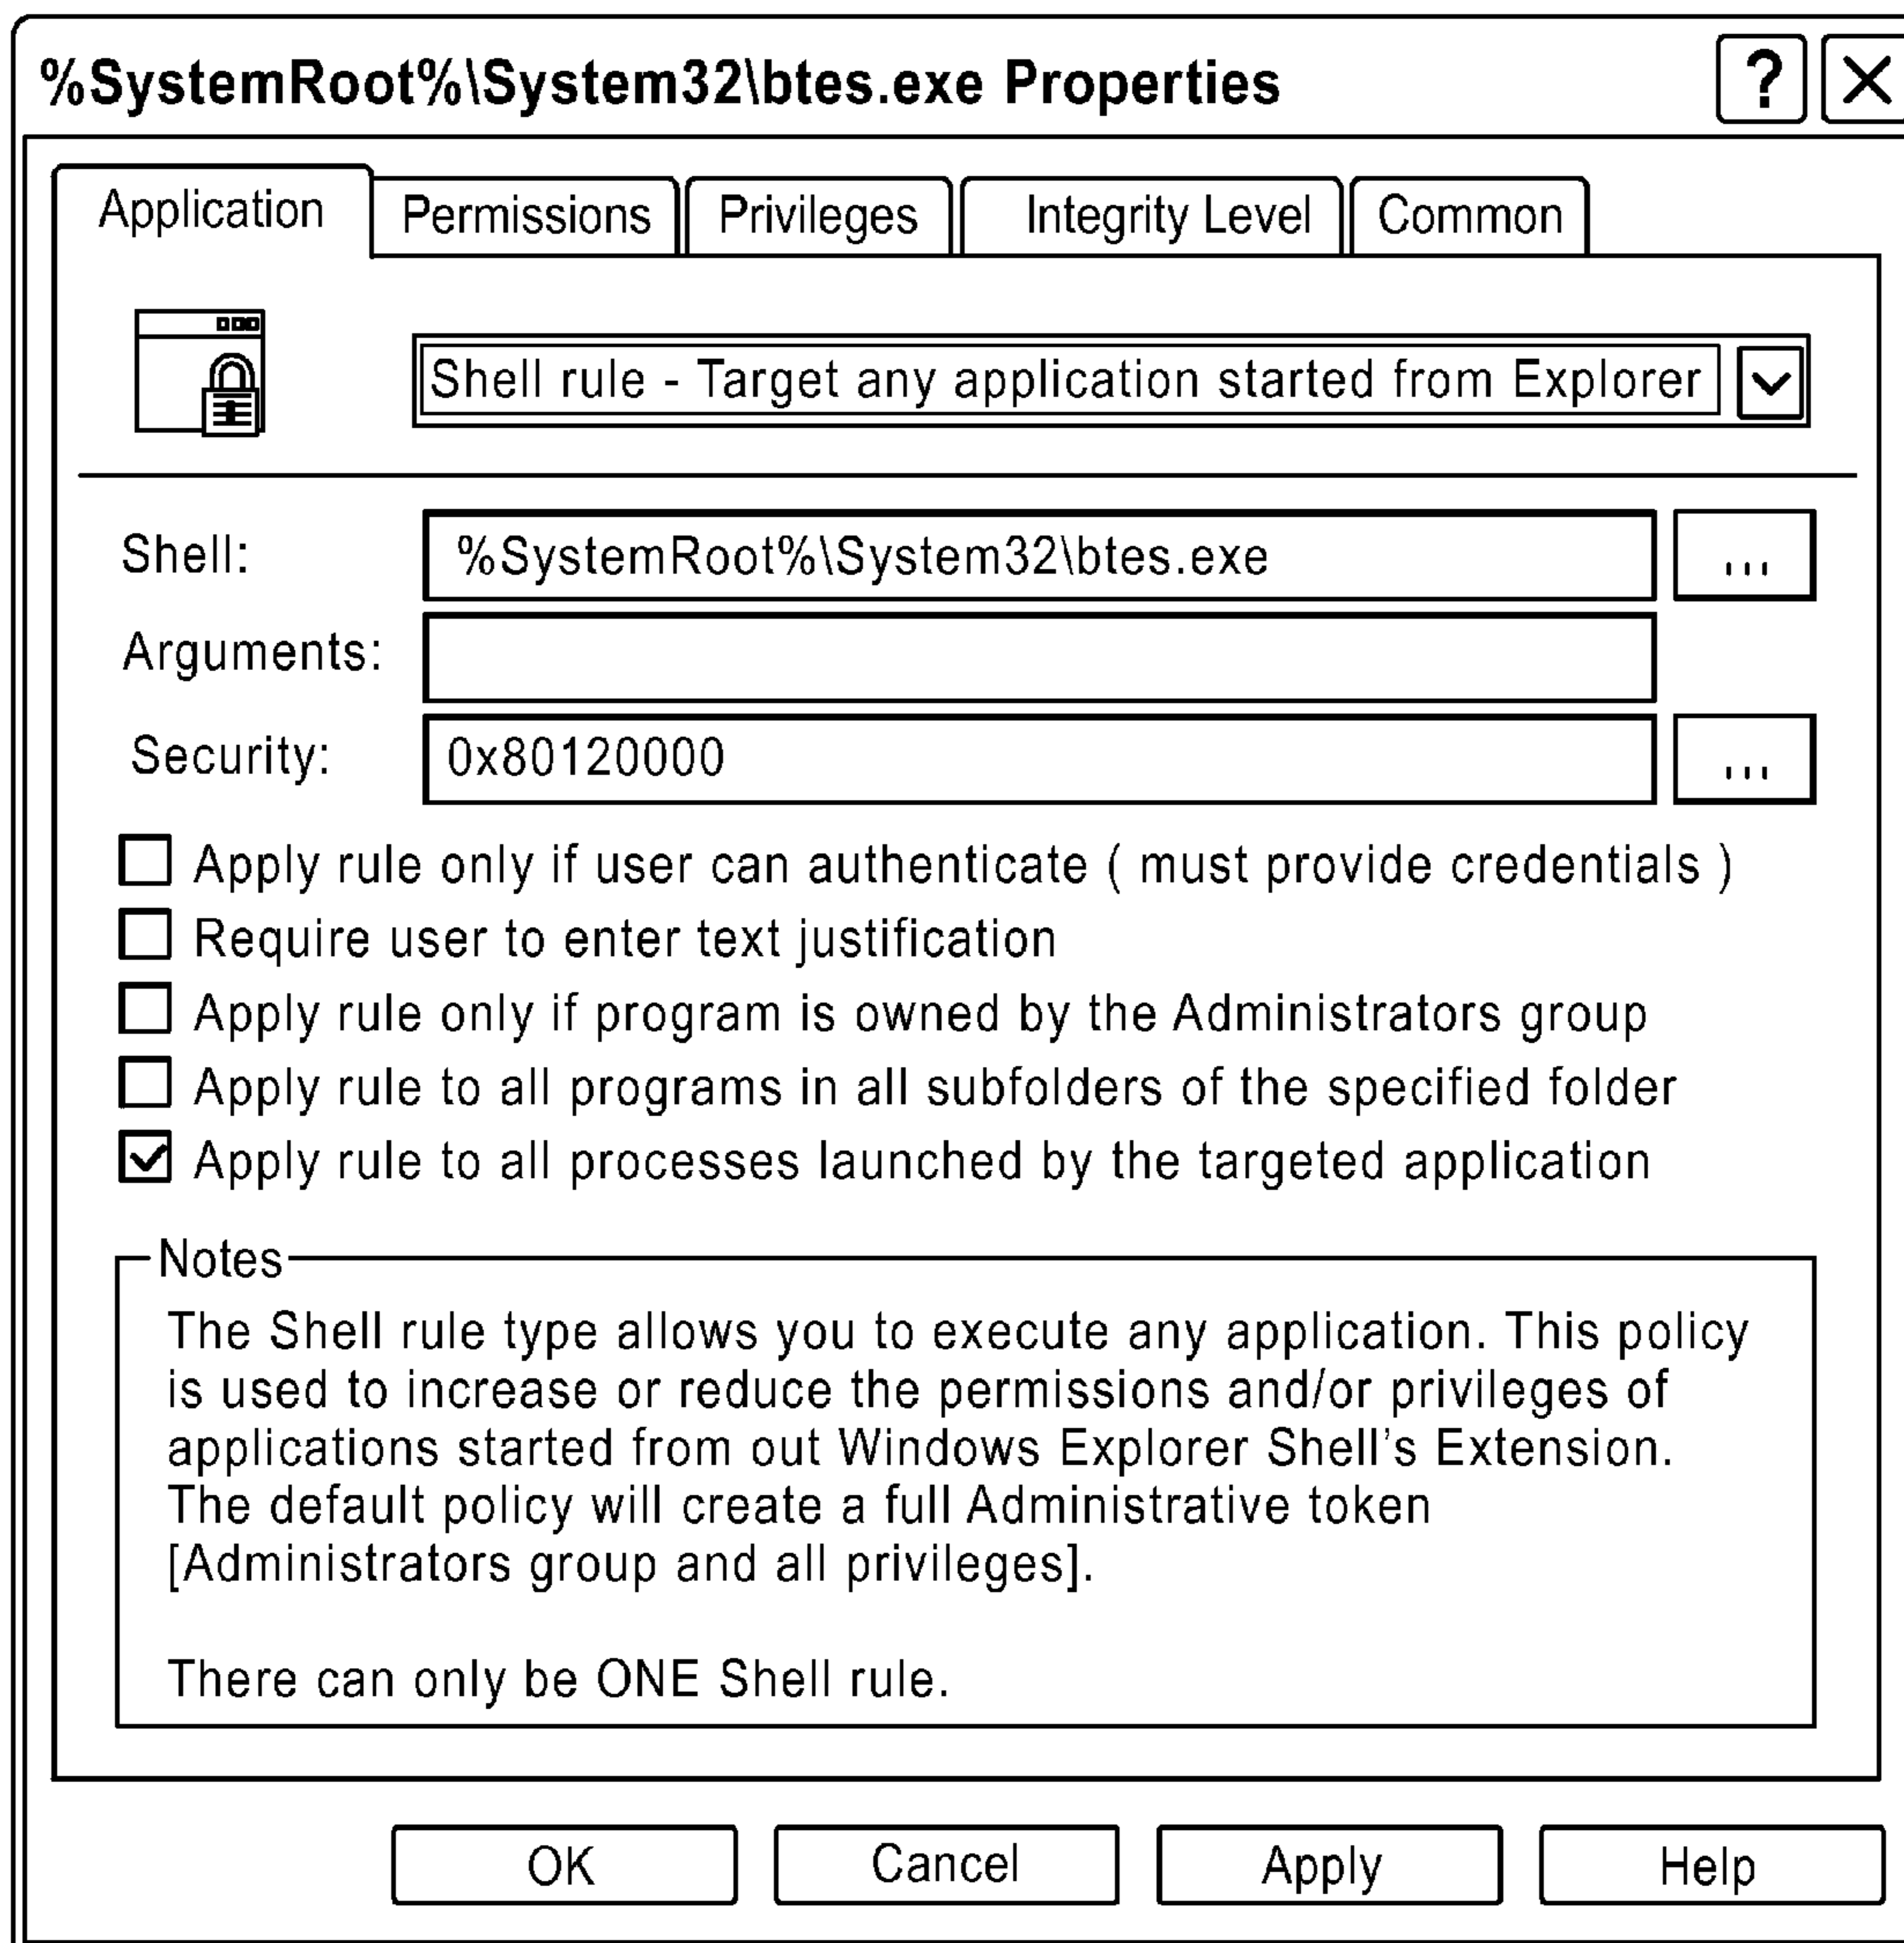 %SystemRoot%\System32\btes.exe Properties ?
Application Permissions Privileges Integrity Level Common
Shell rule - Target any application started from Explorer
Shell: %SystemRoot%\System32\btes.exe ...
Arguments:
Security: 0x80120000 ...
Apply rule only if user can authenticate ( must provide credentials )
Require user to enter text justification
Apply rule only if program is owned by the Administrators group
Apply rule to all programs in all subfolders of the specified folder
Apply rule to all processes launched by the targeted application
Notes
The Shell rule type allows you to execute any application. This policy
is used to increase or reduce the permissions and/or privileges of
applications started from out Windows Explorer Shell's Extension.
The default policy will create a full Administrative token
[Administrators group and all privileges].
There can only be ONE Shell rule.
OK Cancel Apply Help